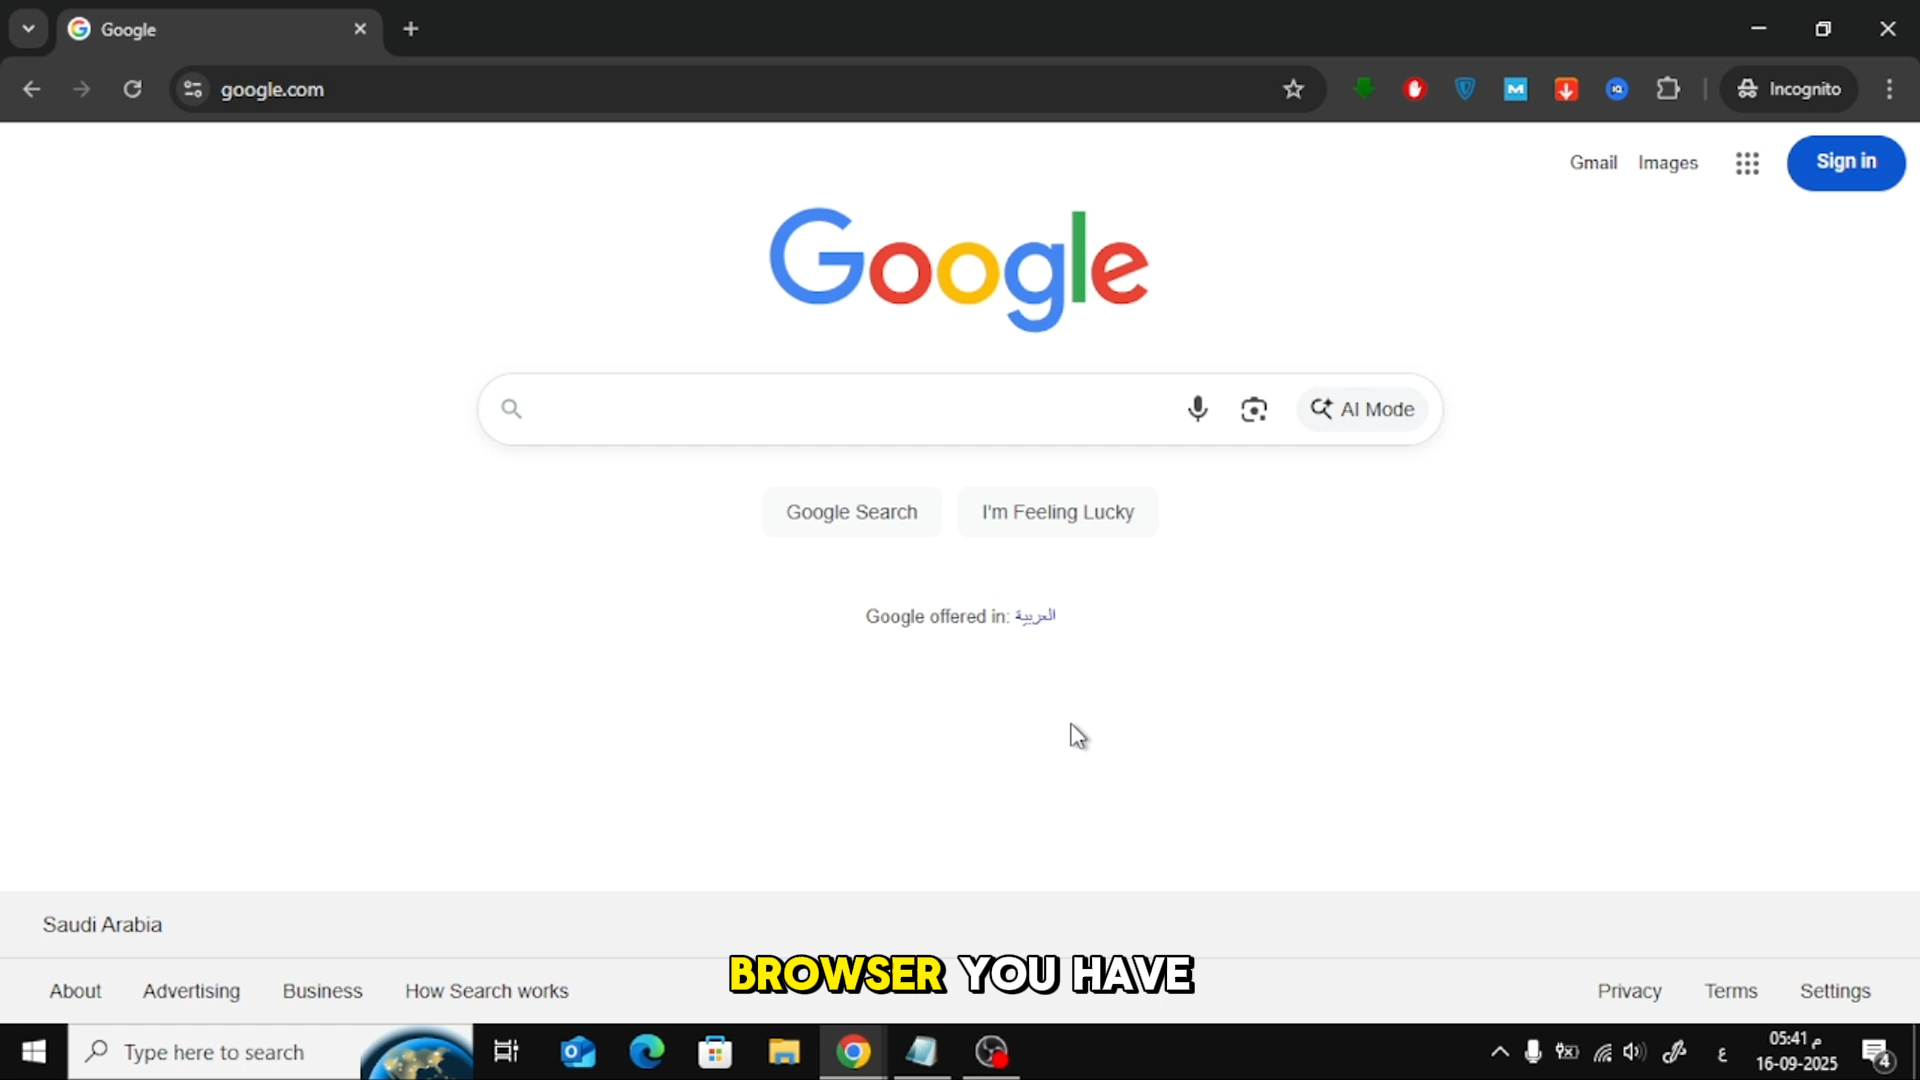 Google
google.com
Incognito
Gmail Images Sign in
Google
AI Mode
Google Search I'm Feeling Lucky
Google offered in: العربية
Saudi Arabia
BROWSER YOU HAVE
About Advertising Business How Search works Privacy Terms Settings
Type here to search
ع
05:41 م
16-09-2025
4